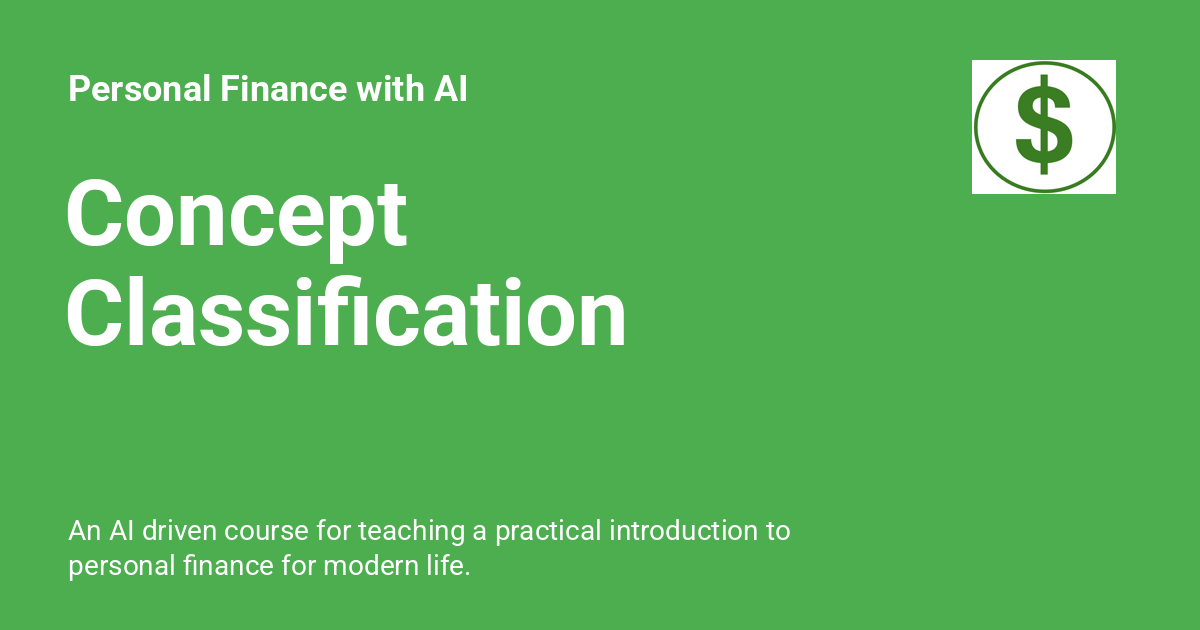 Personal Finance with AI
$
Concept
Classification
An AI driven course for teaching a practical introduction to
personal finance for modern life.